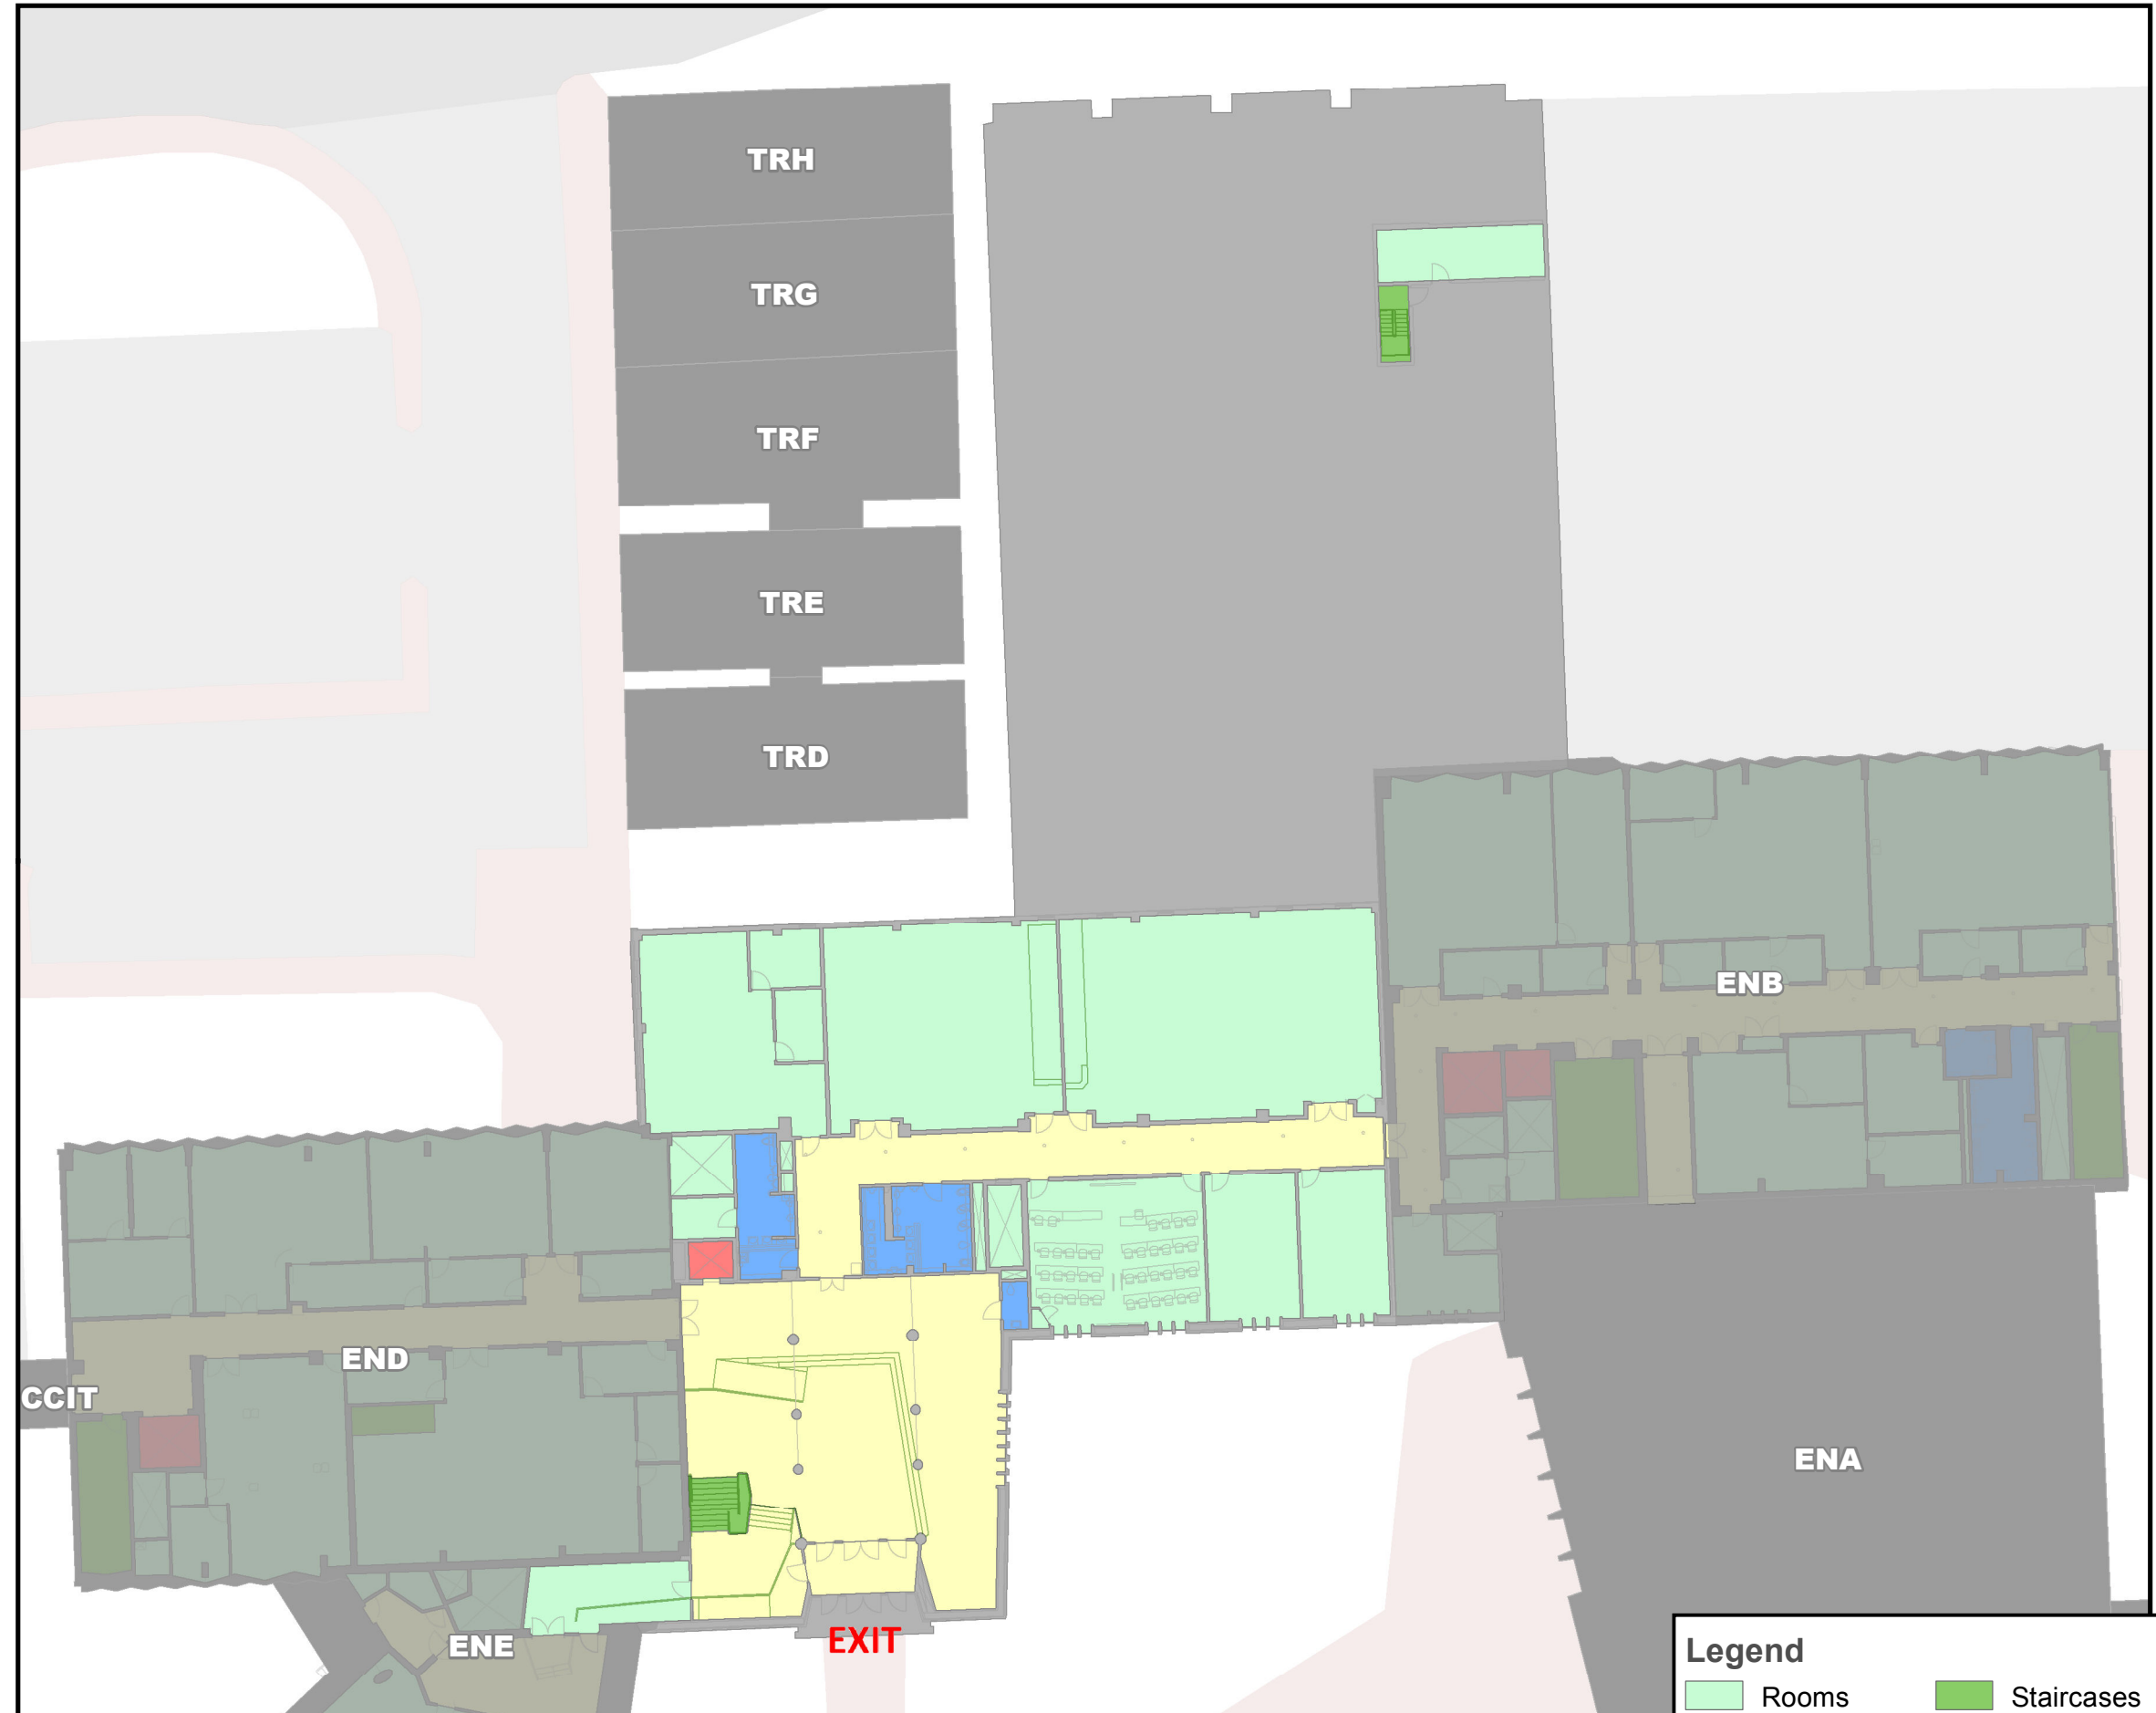 TRH
TRG
TRF
TRE
TRD
ENB
END
CCIT
ENA
ENE
EXIT
Legend
Rooms
Staircases